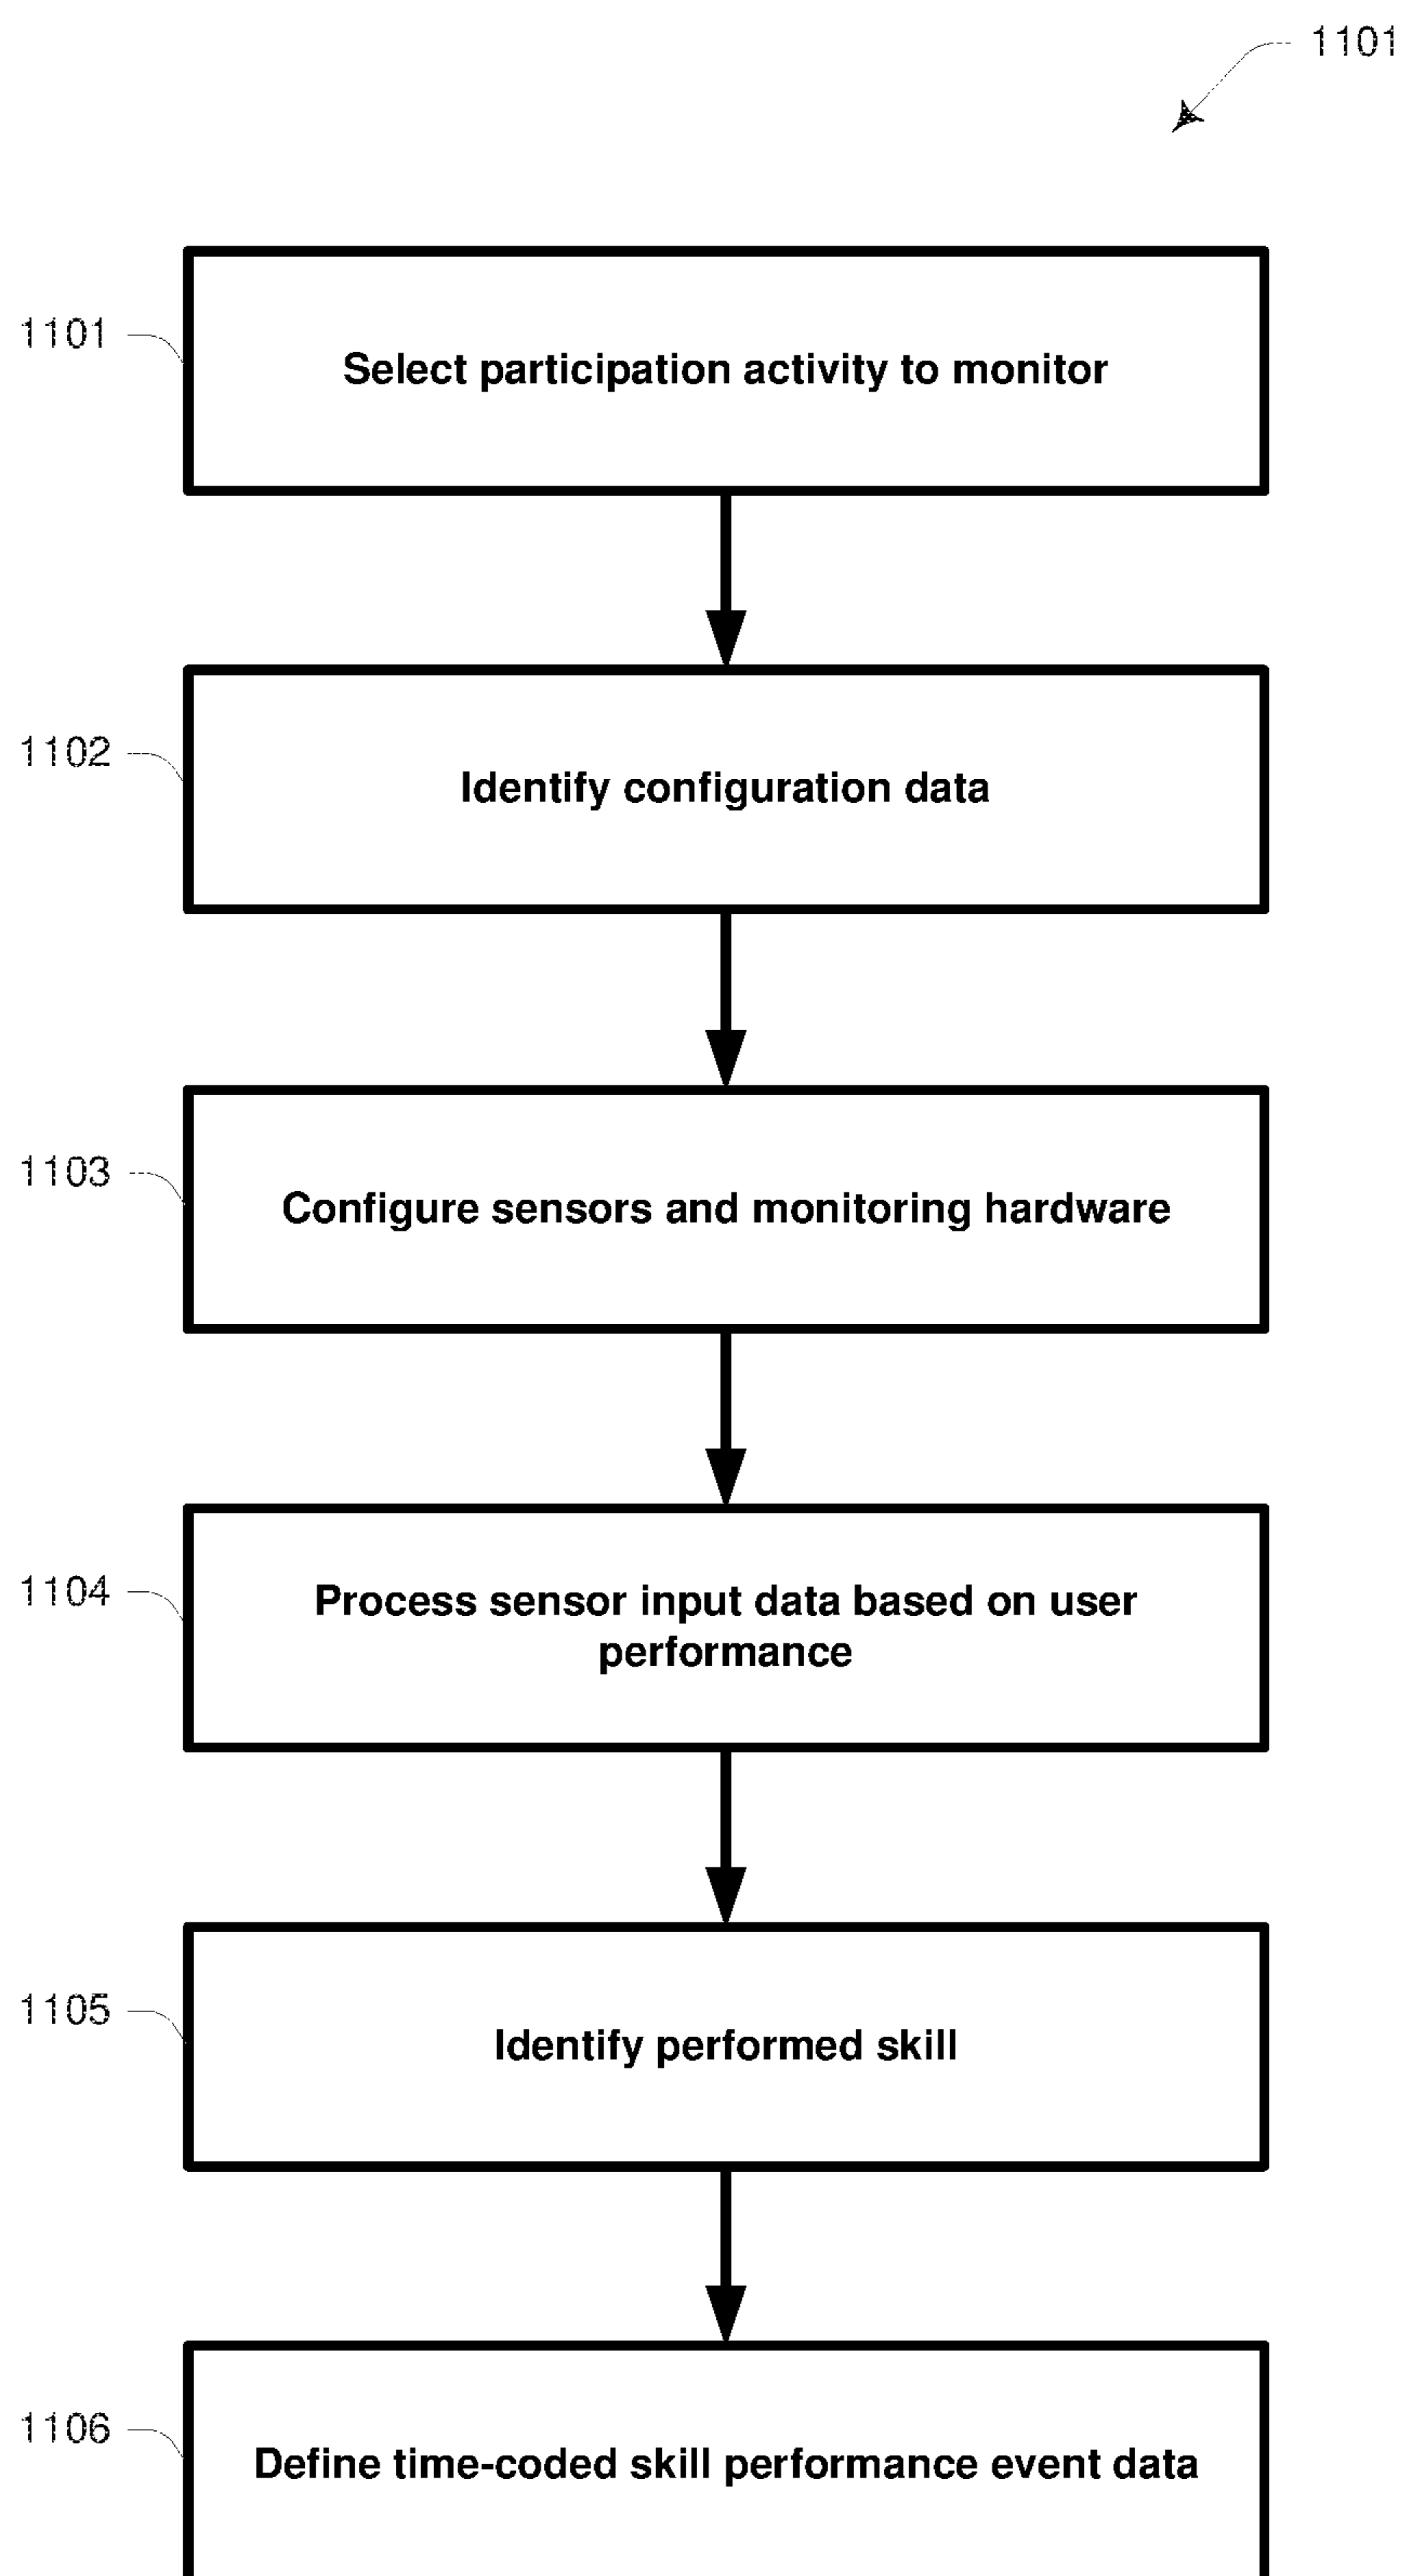 1101
1101
Select participation activity to monitor
1102
Identify configuration data
1103
Configure sensors and monitoring hardware
1104
Process sensor input data based on user
performance
1105
Identify performed skill
1106
Define time-coded skill performance event data